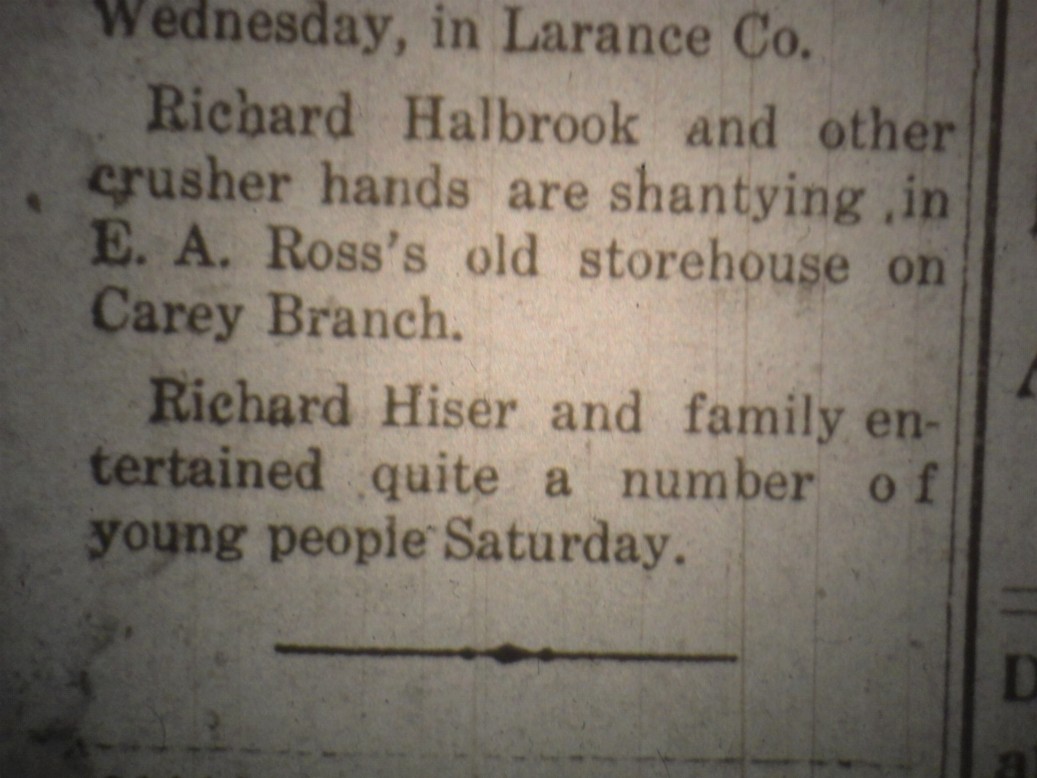 Wednesday, in Larance Co.
Richard Halbrook and other
crusher hands are shantying in
E. A. Ross's old storehouse on
Carey Branch.
Richard Hiser and family en-
tertained quite a number of
young people Saturday.
D